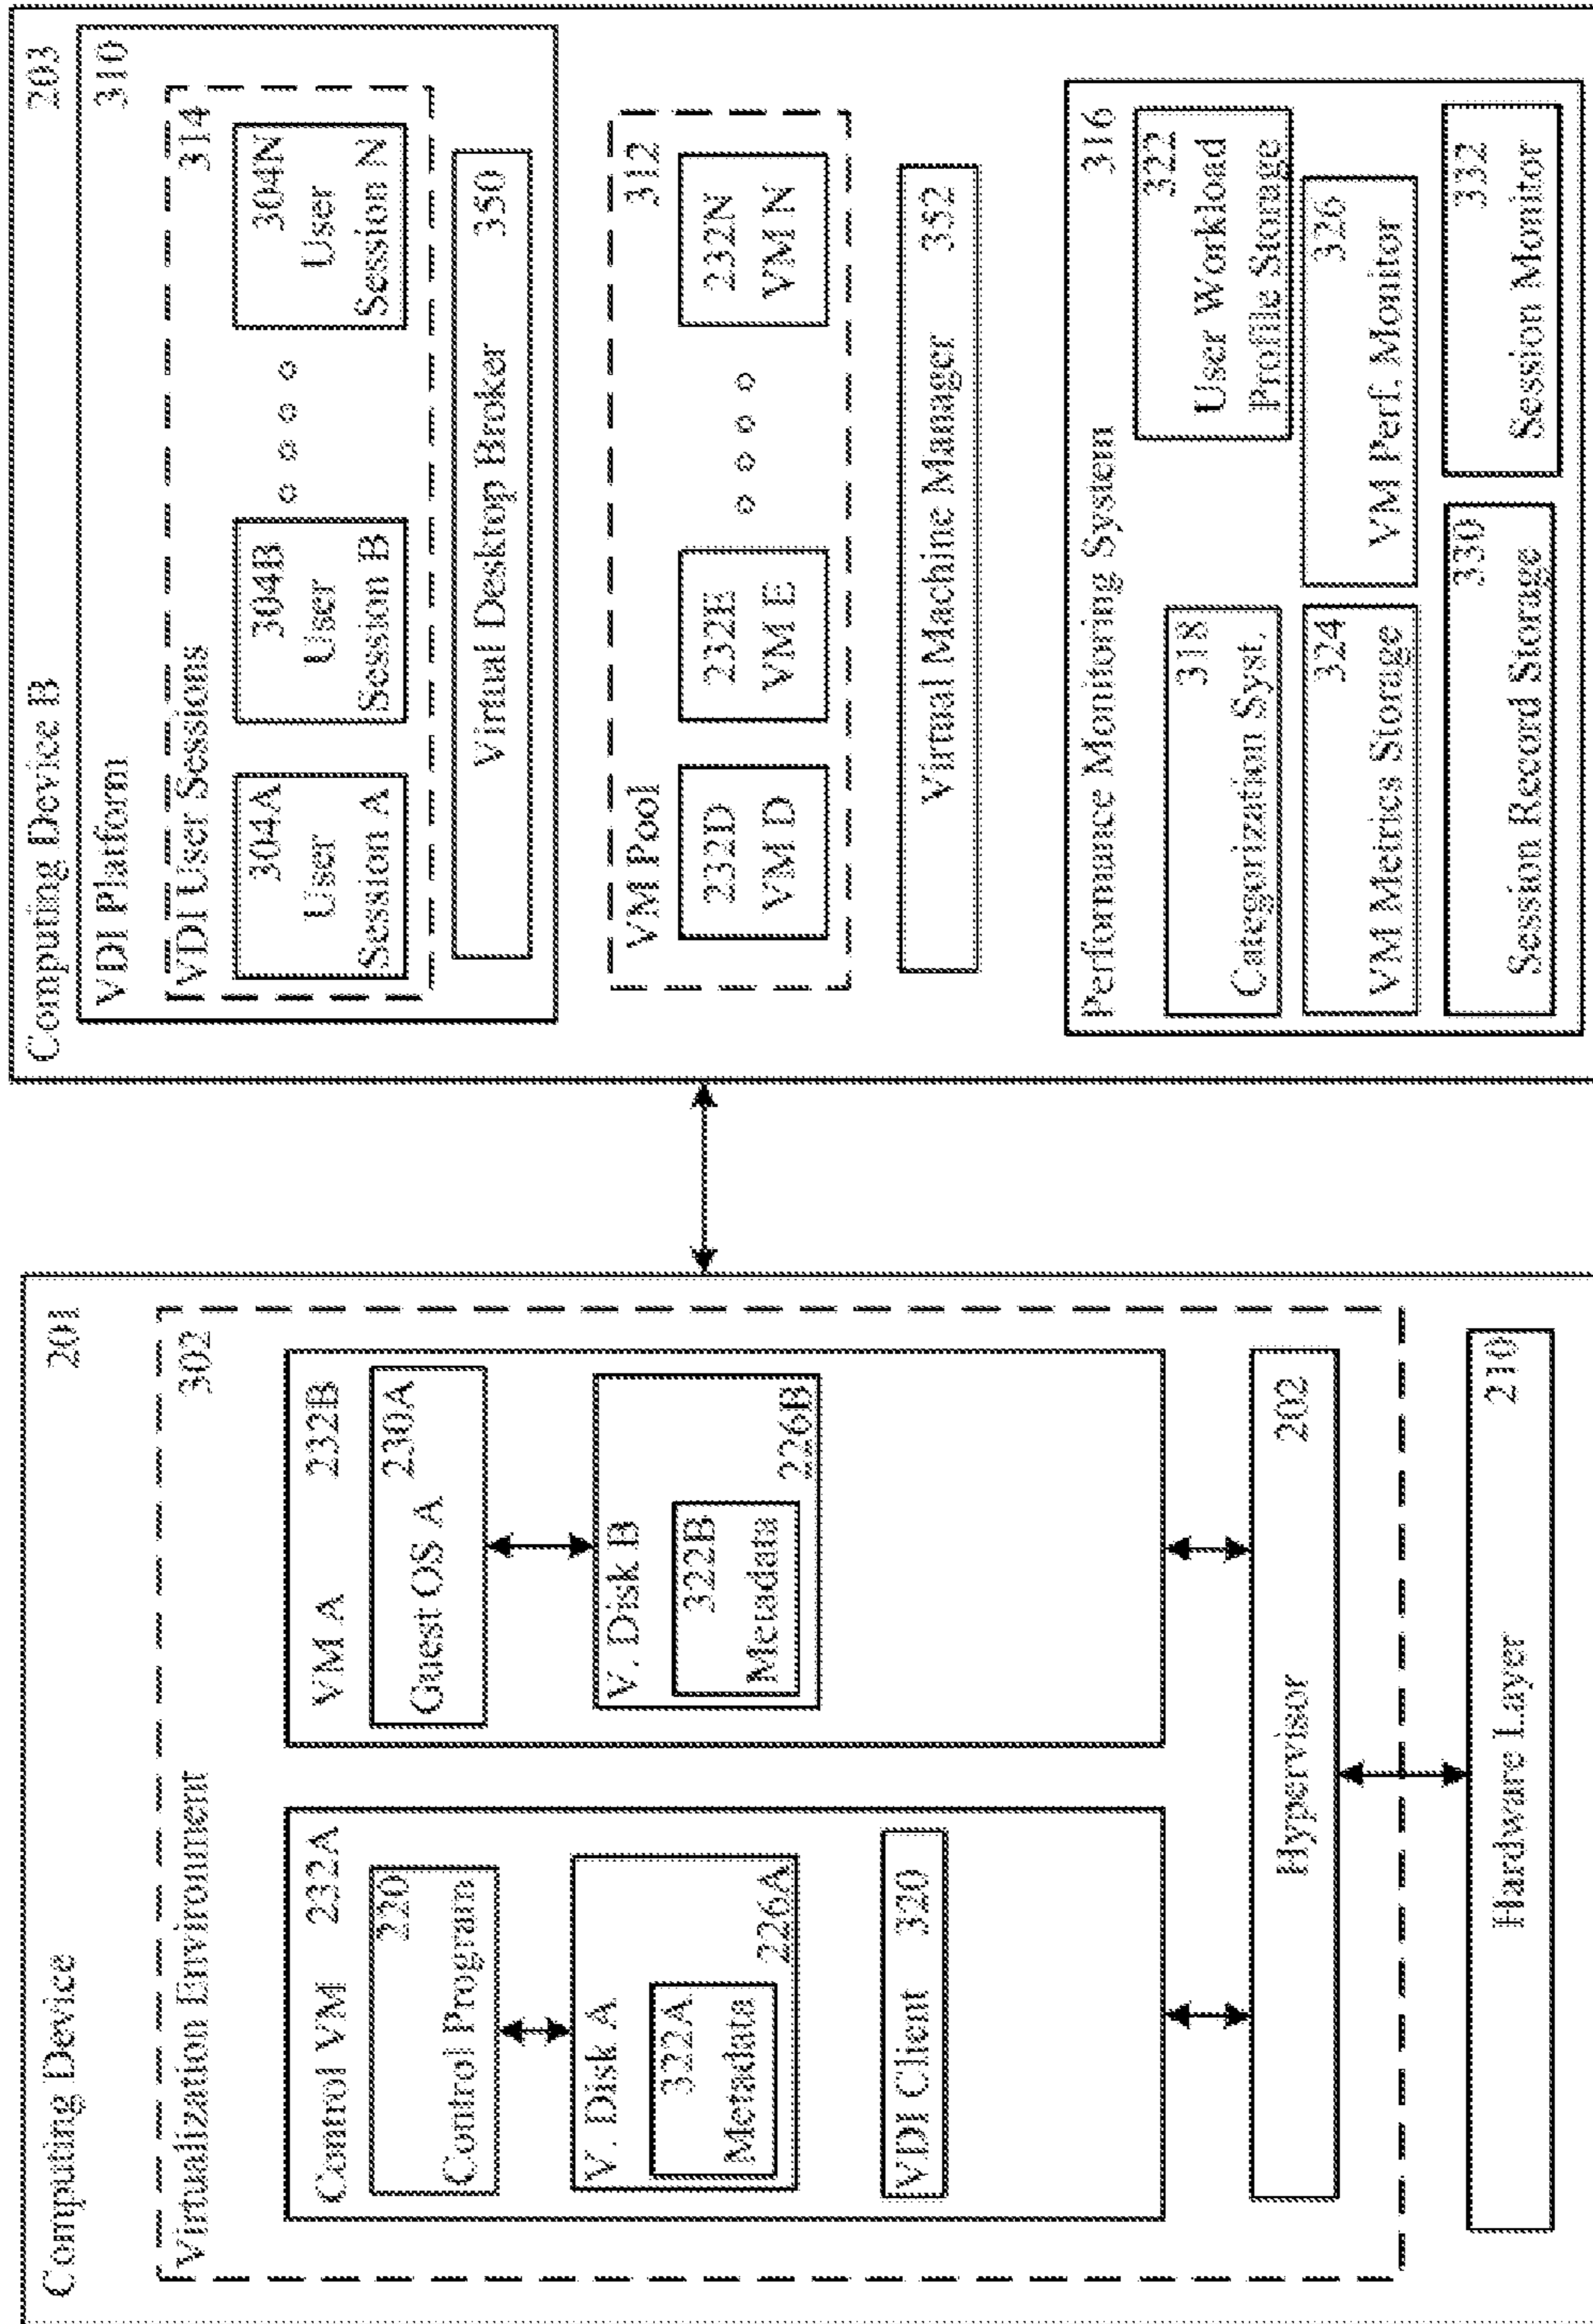 Computing Device 201
Virtualization Environment 302
Control VM 232A
220
Control Program
V. Disk A
322A
Metadata
226A
VDI Client 320
VM A 232B
230A
Guest OS A
V. Disk B
322B
Metadata
226B
Hypervisor 202
Hardware Layer 210
Computing Device B 203
VDI Platform 310
VDI User Sessions 314
304A
User
Session A
304B
User
Session B
304N
User
Session N
Virtual Desktop Broker 350
VM Pool 312
232D
VM D
232E
VM E
232N
VM N
Virtual Machine Manager 352
Performance Monitoring System 316
318
Categorization Syst.
322
User Workload
Profile Storage
324
VM Metrics Storage
326
VM Perf. Monitor
330
Session Record Storage
332
Session Monitor